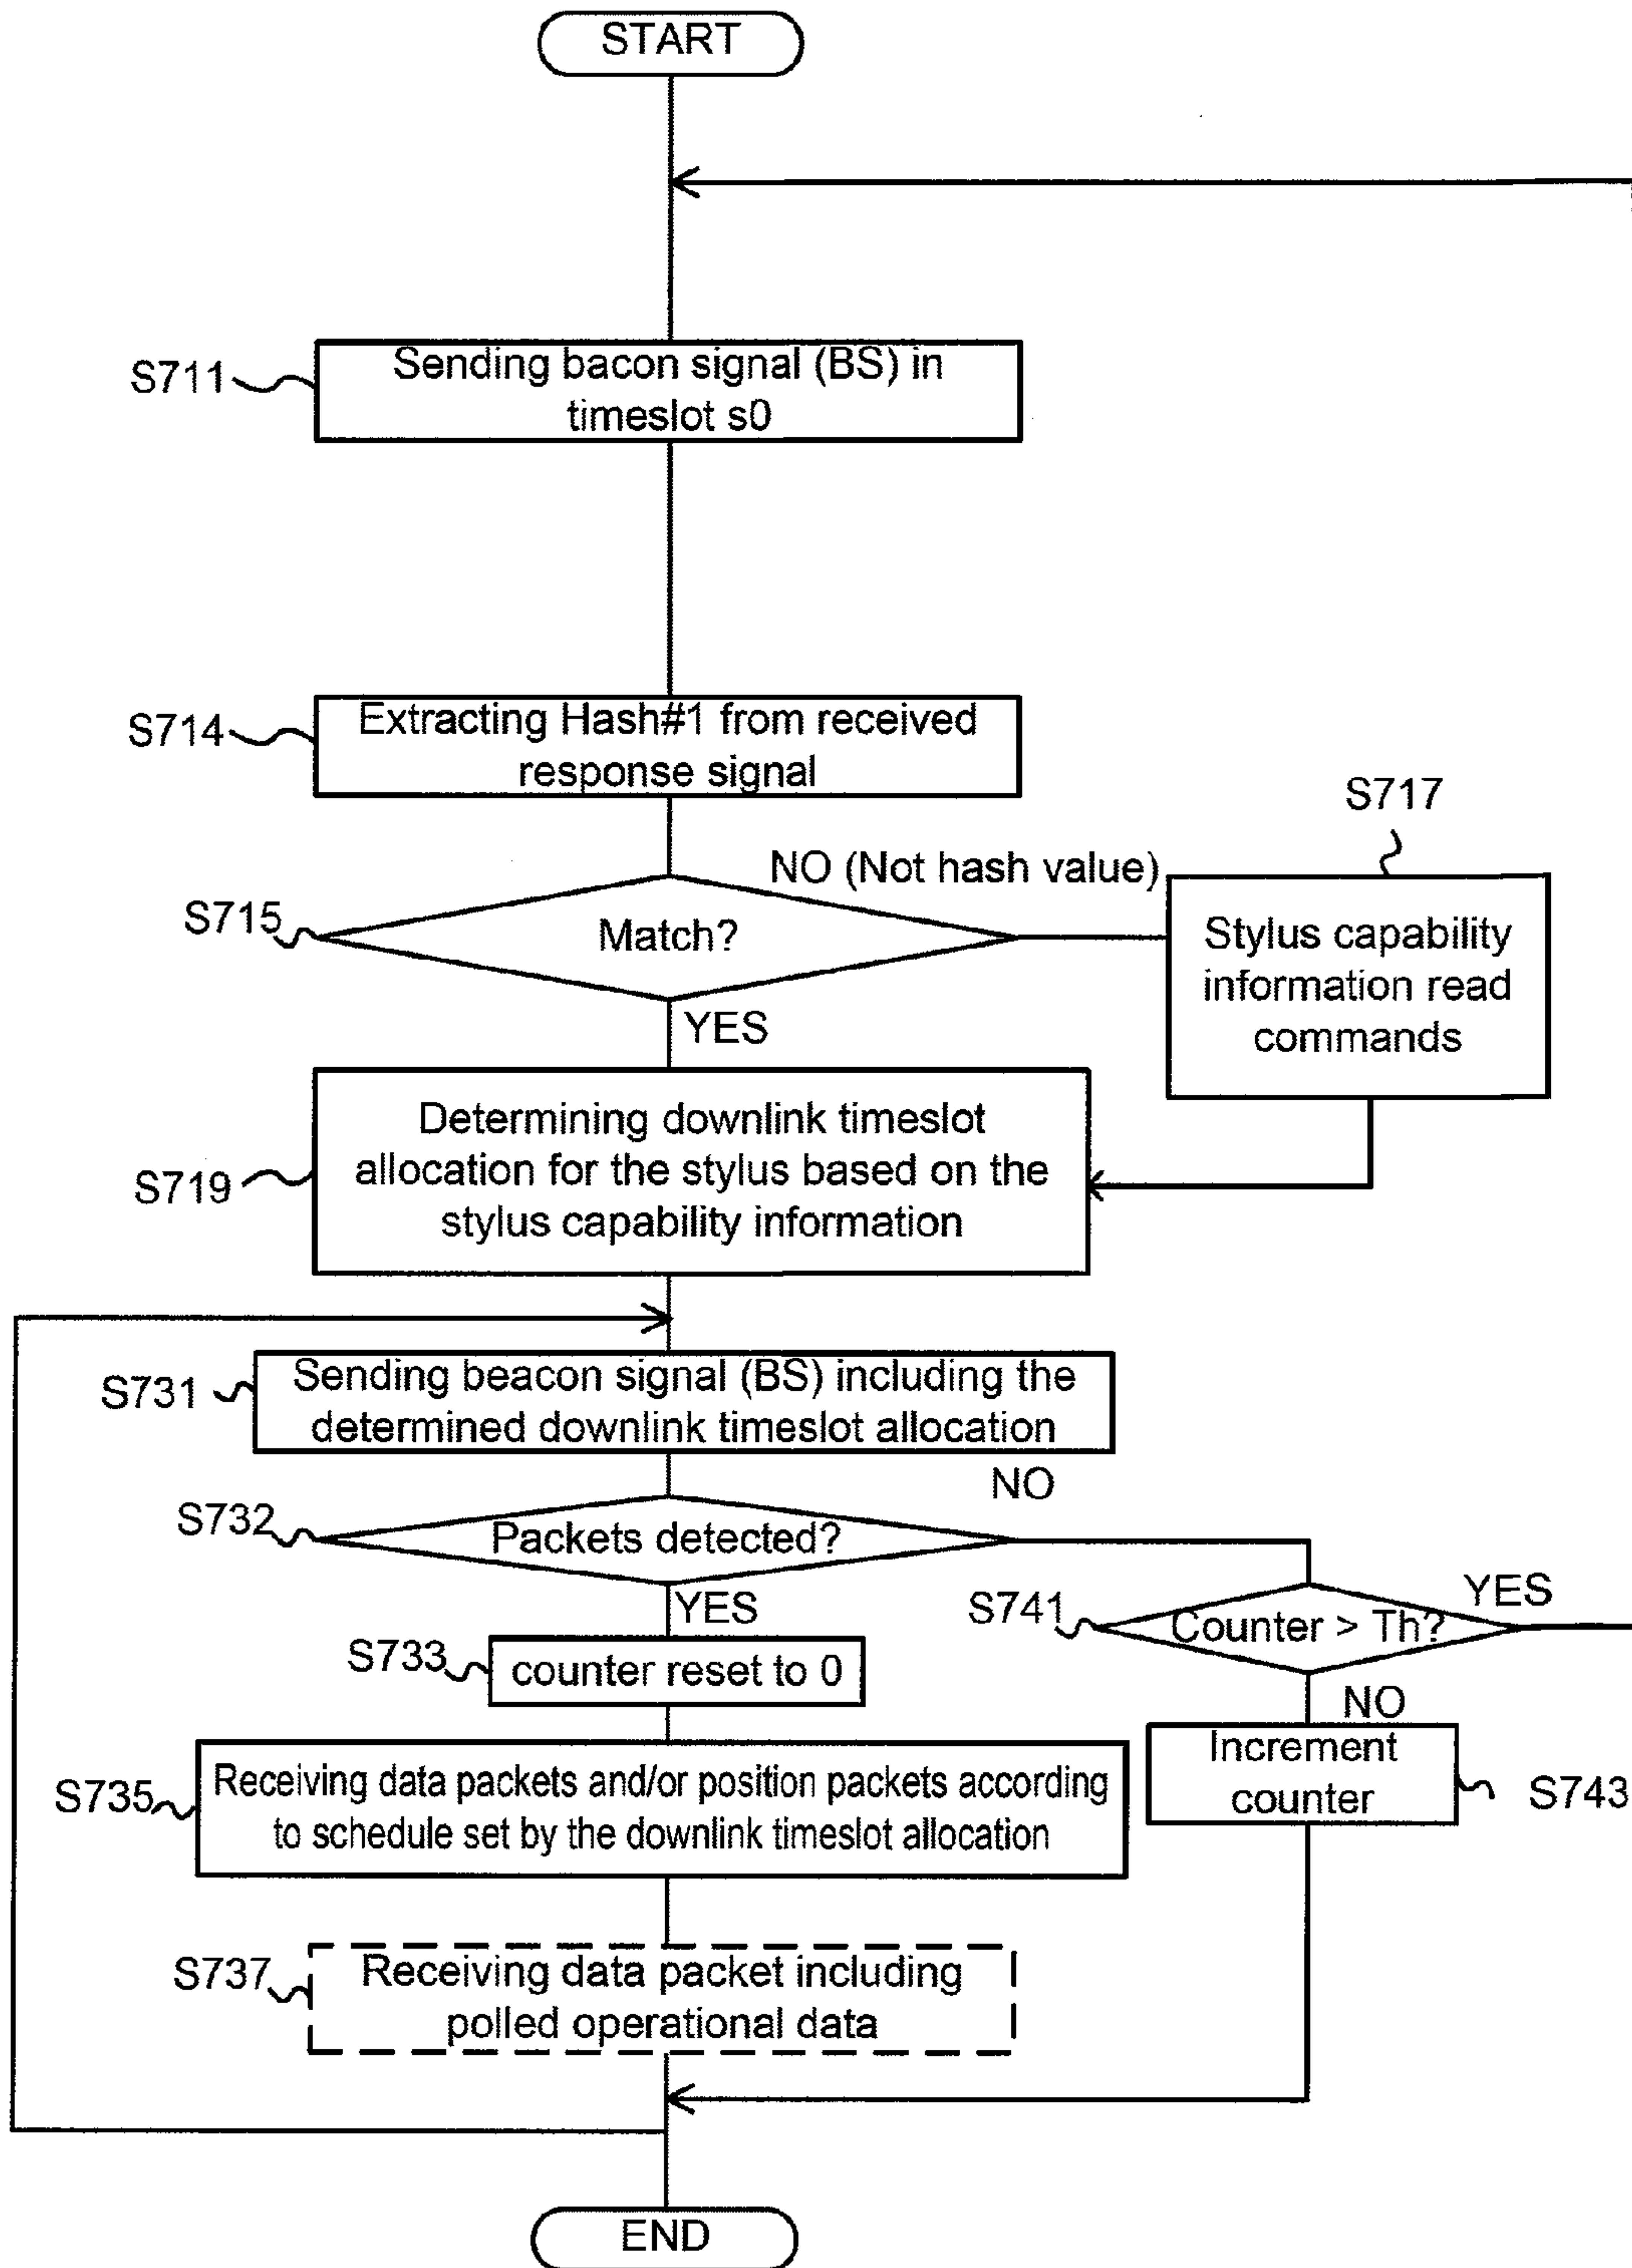 START
S711
Sending bacon signal (BS) in
timeslot s0
S714
Extracting Hash#1 from received
response signal
S717
NO (Not hash value)
S715
Match?
Stylus capability
information read
commands
YES
S719
Determining downlink timeslot
allocation for the stylus based on the
stylus capability information
S731
Sending beacon signal (BS) including the
determined downlink timeslot allocation
NO
S732
Packets detected?
YES
S741
Counter > Th?
YES
S733
counter reset to 0
NO
S735
Receiving data packets and/or position packets according
to schedule set by the downlink timeslot allocation
Increment
counter
S743
S737
Receiving data packet including
polled operational data
END